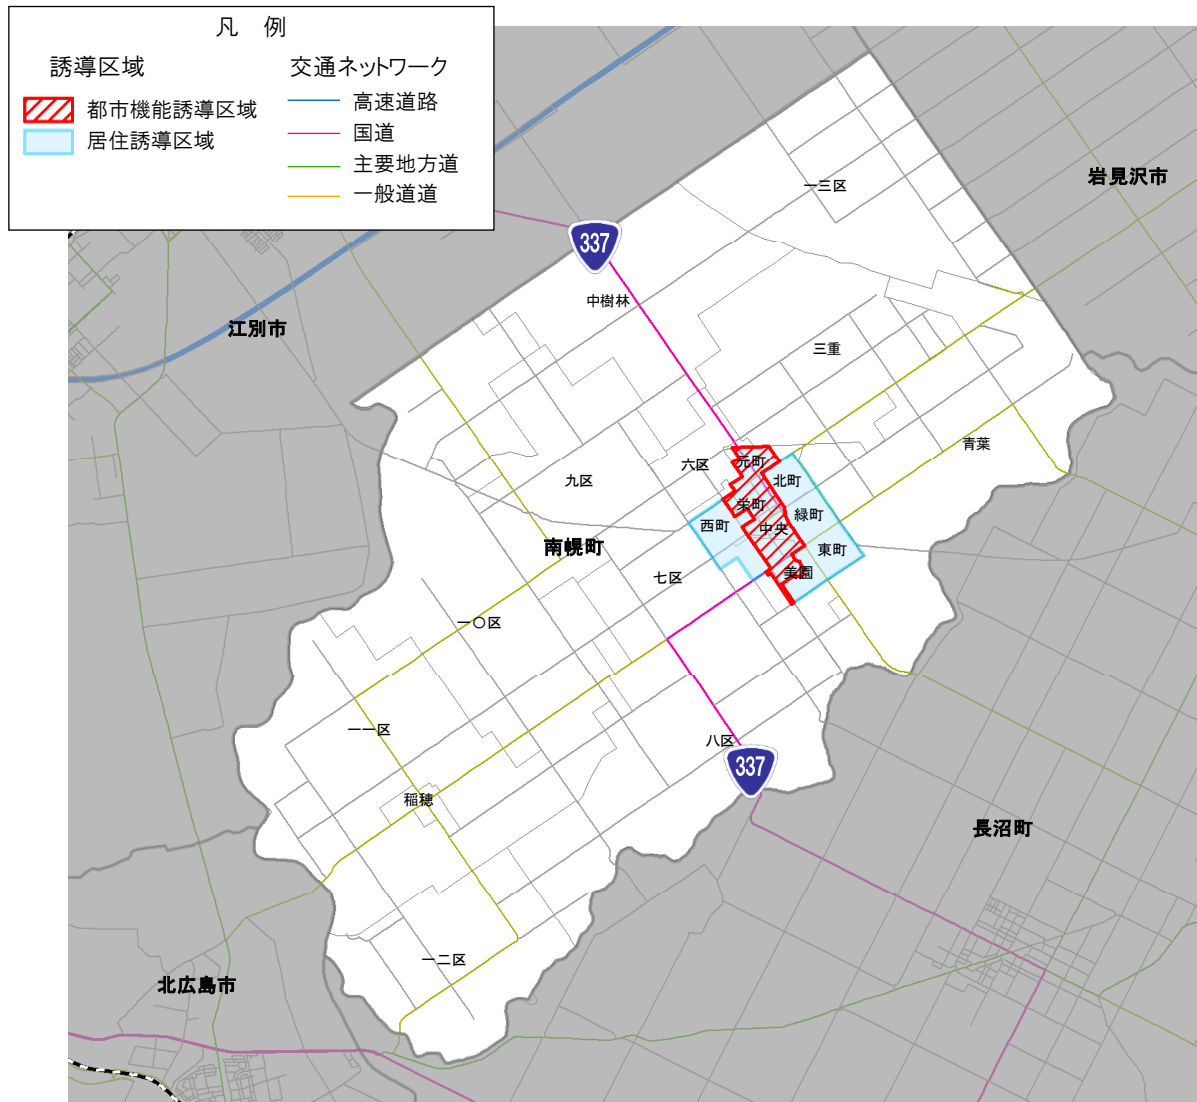 凡 例
誘導区域
都市機能誘導区域
居住誘導区域
交通ネットワーク
高速道路
国道
主要地方道
一般道道
一三区
岩見沢市
337
中樹林
江別市
三重
青葉
元町
六区
北町
九区
栄町
緑町
西町
中央
南幌町
東町
美園
七区
一〇区
一一区
八区
337
稲穂
長沼町
一二区
北広島市